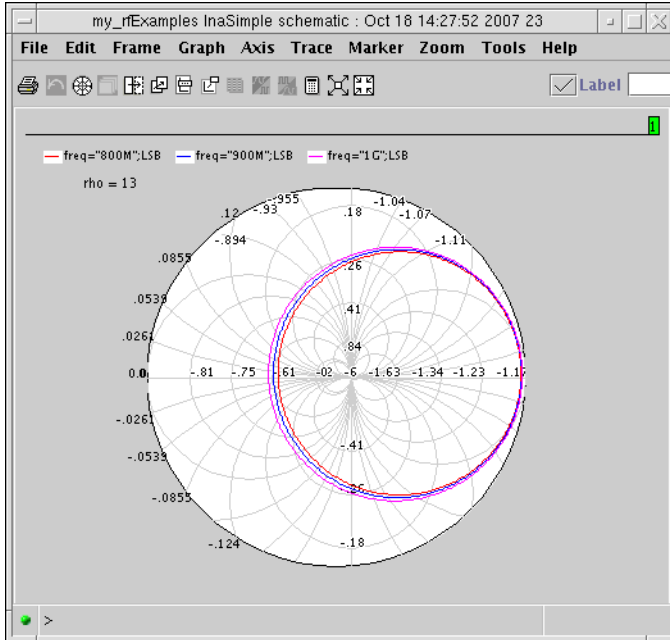 my_rfExamples lnaSimple schematic : Oct 18 14:27:52 2007 23
File Edit Frame Graph Axis Trace Marker Zoom Tools Help
Label
1
freq="800M";LSB freq="900M";LSB freq="1G";LSB
rho = 13
-.955 -1.04
.12 -.93 .18 -1.07
-.894 -1.11
.0855 .26
.0539 .41
.0261 .84
0.0 -.81 -.75 -.61 -02 -6 -1.63 -1.34 -1.23 -1.17
-.0261
-.0539 -.41
-.0855 -.26
-.124 -.18
>